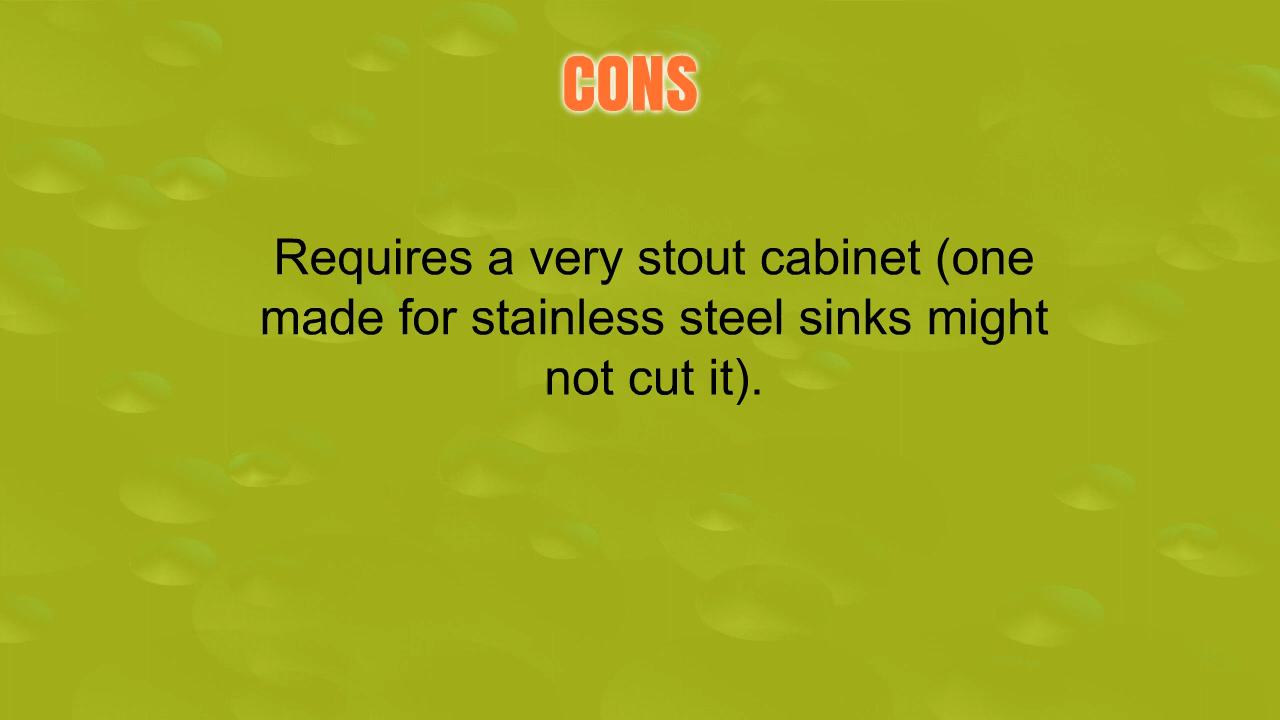 CONS
Requires a very stout cabinet (one
made for stainless steel sinks might
not cut it).